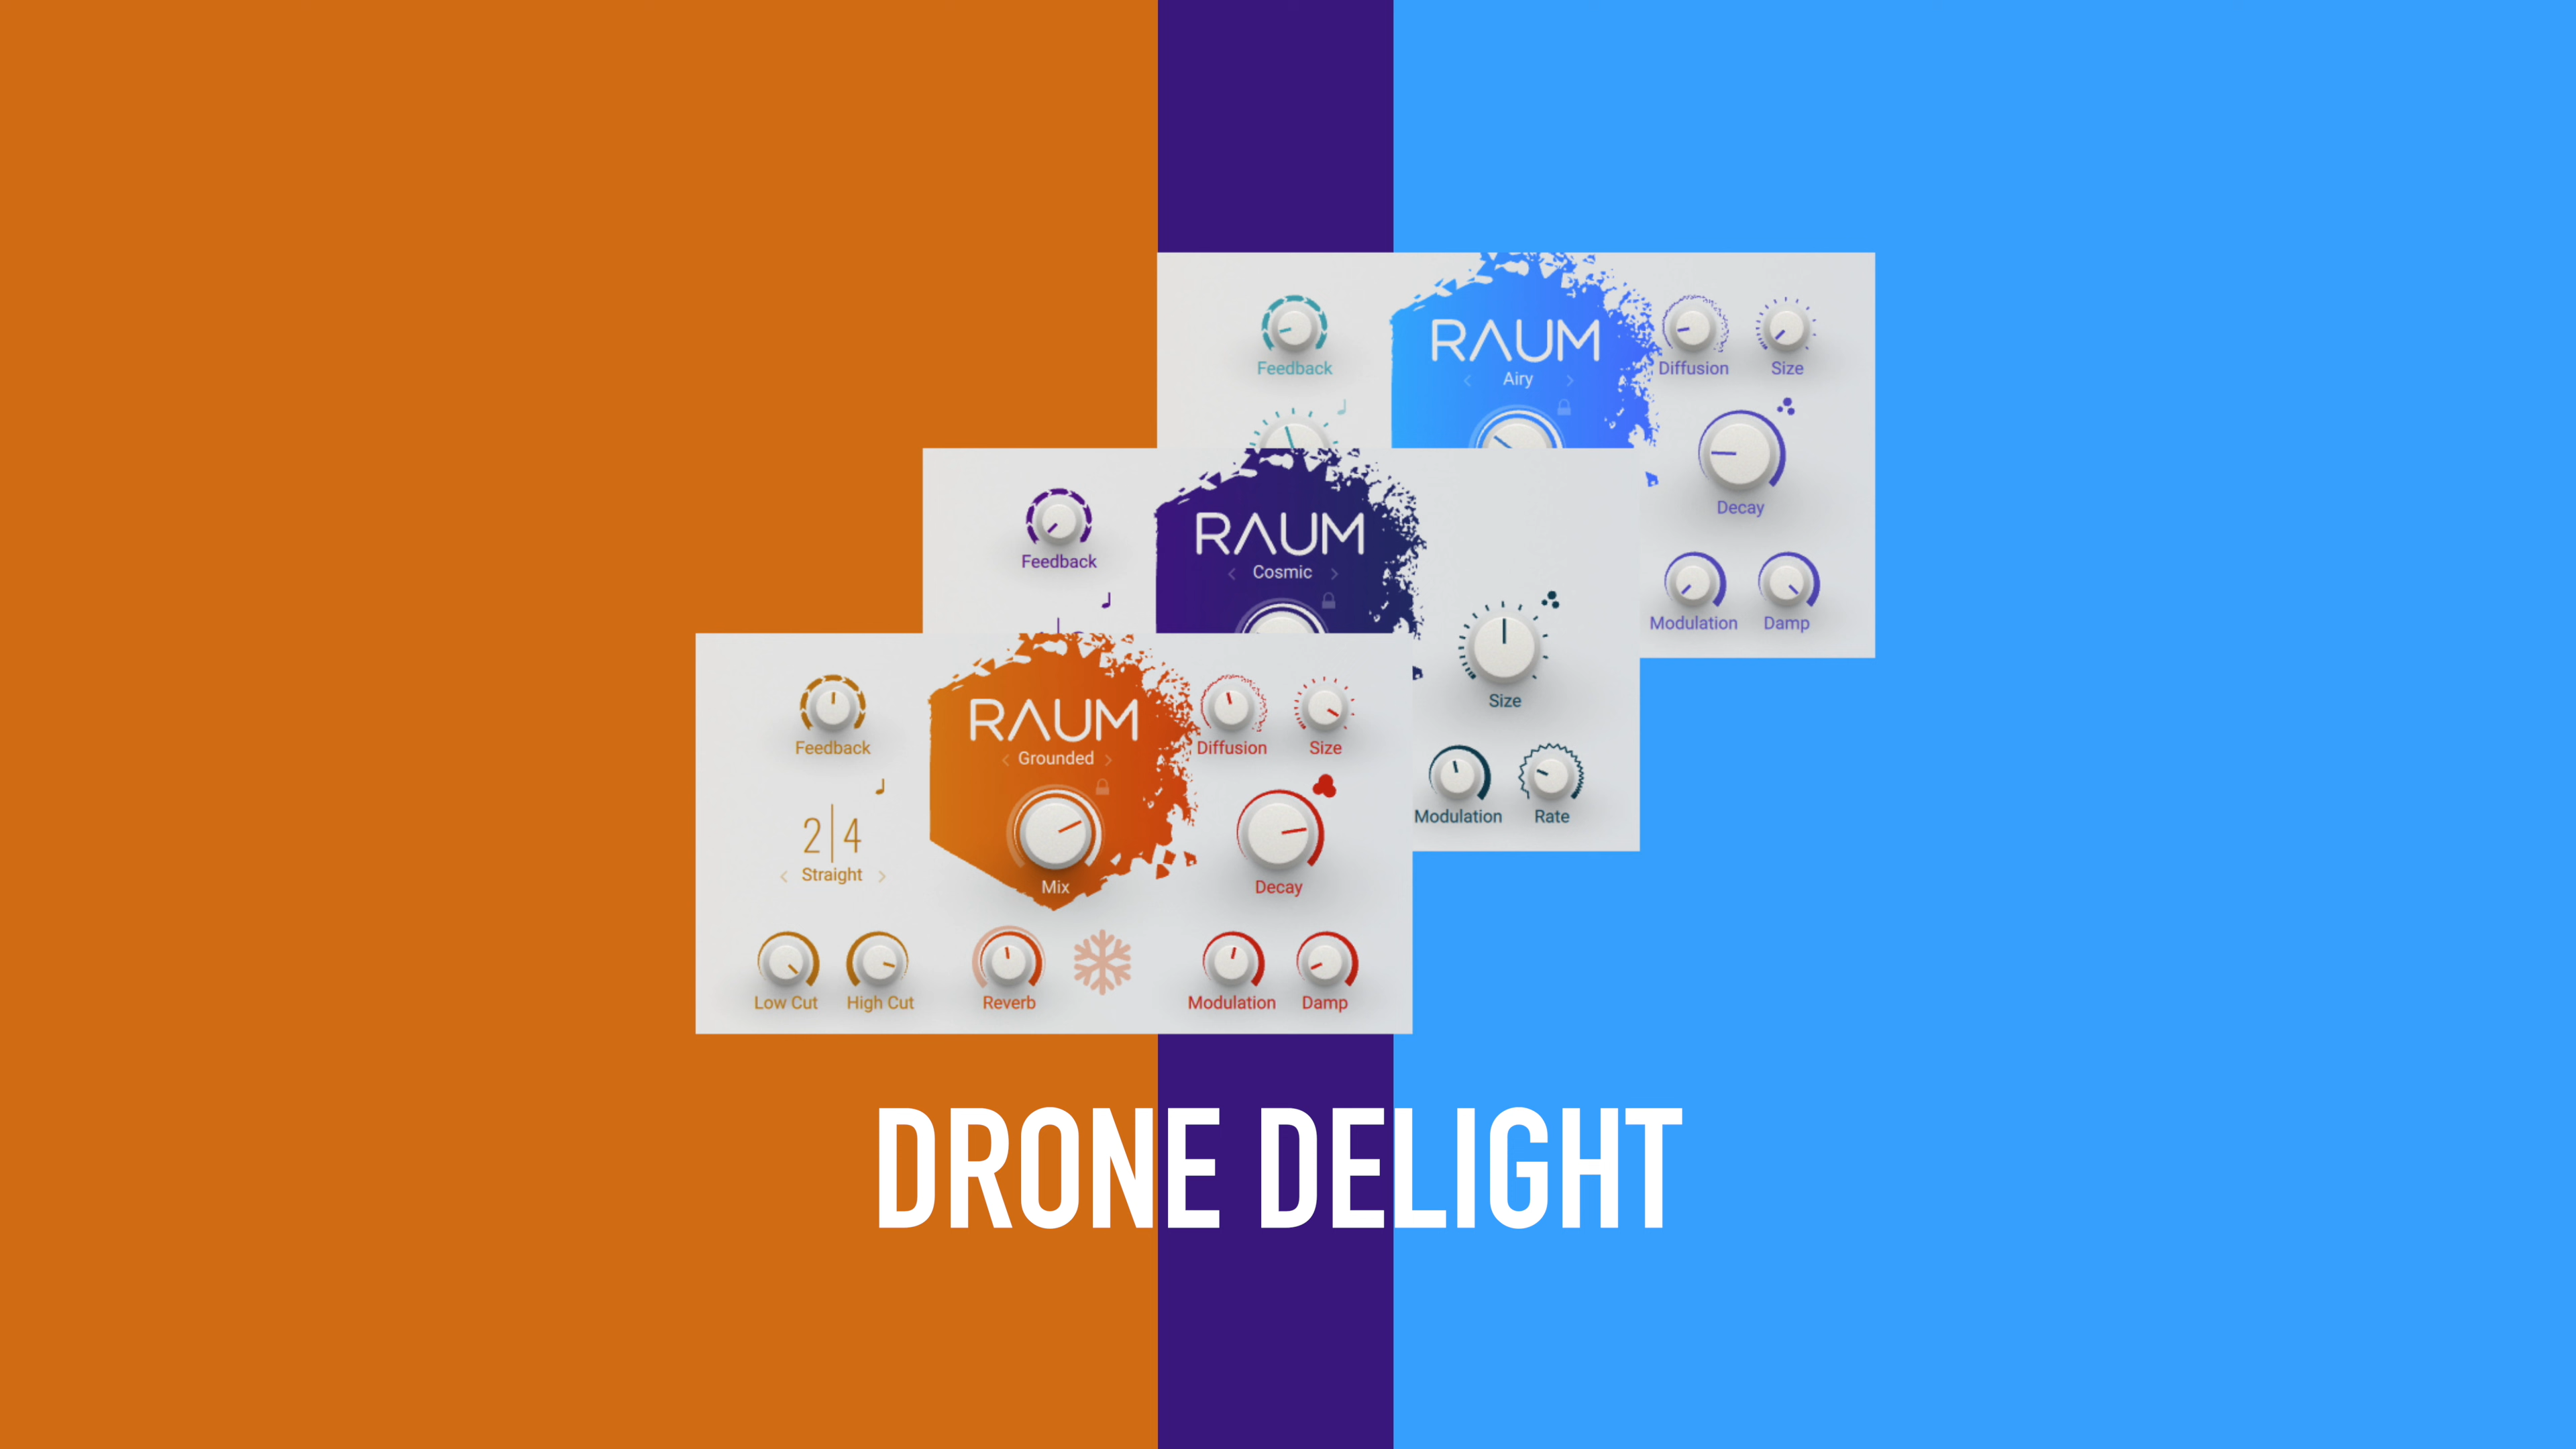 RAUM
Airy
Feedback
Diffusion
Size
Decay
Modulation
Damp
RAUM
Cosmic
Feedback
Size
Modulation
Rate
RAUM
Grounded
Feedback
Diffusion
Size
2|4
Straight
Mix
Decay
Low Cut
High Cut
Reverb
Modulation
Damp
DRONE DELIGHT